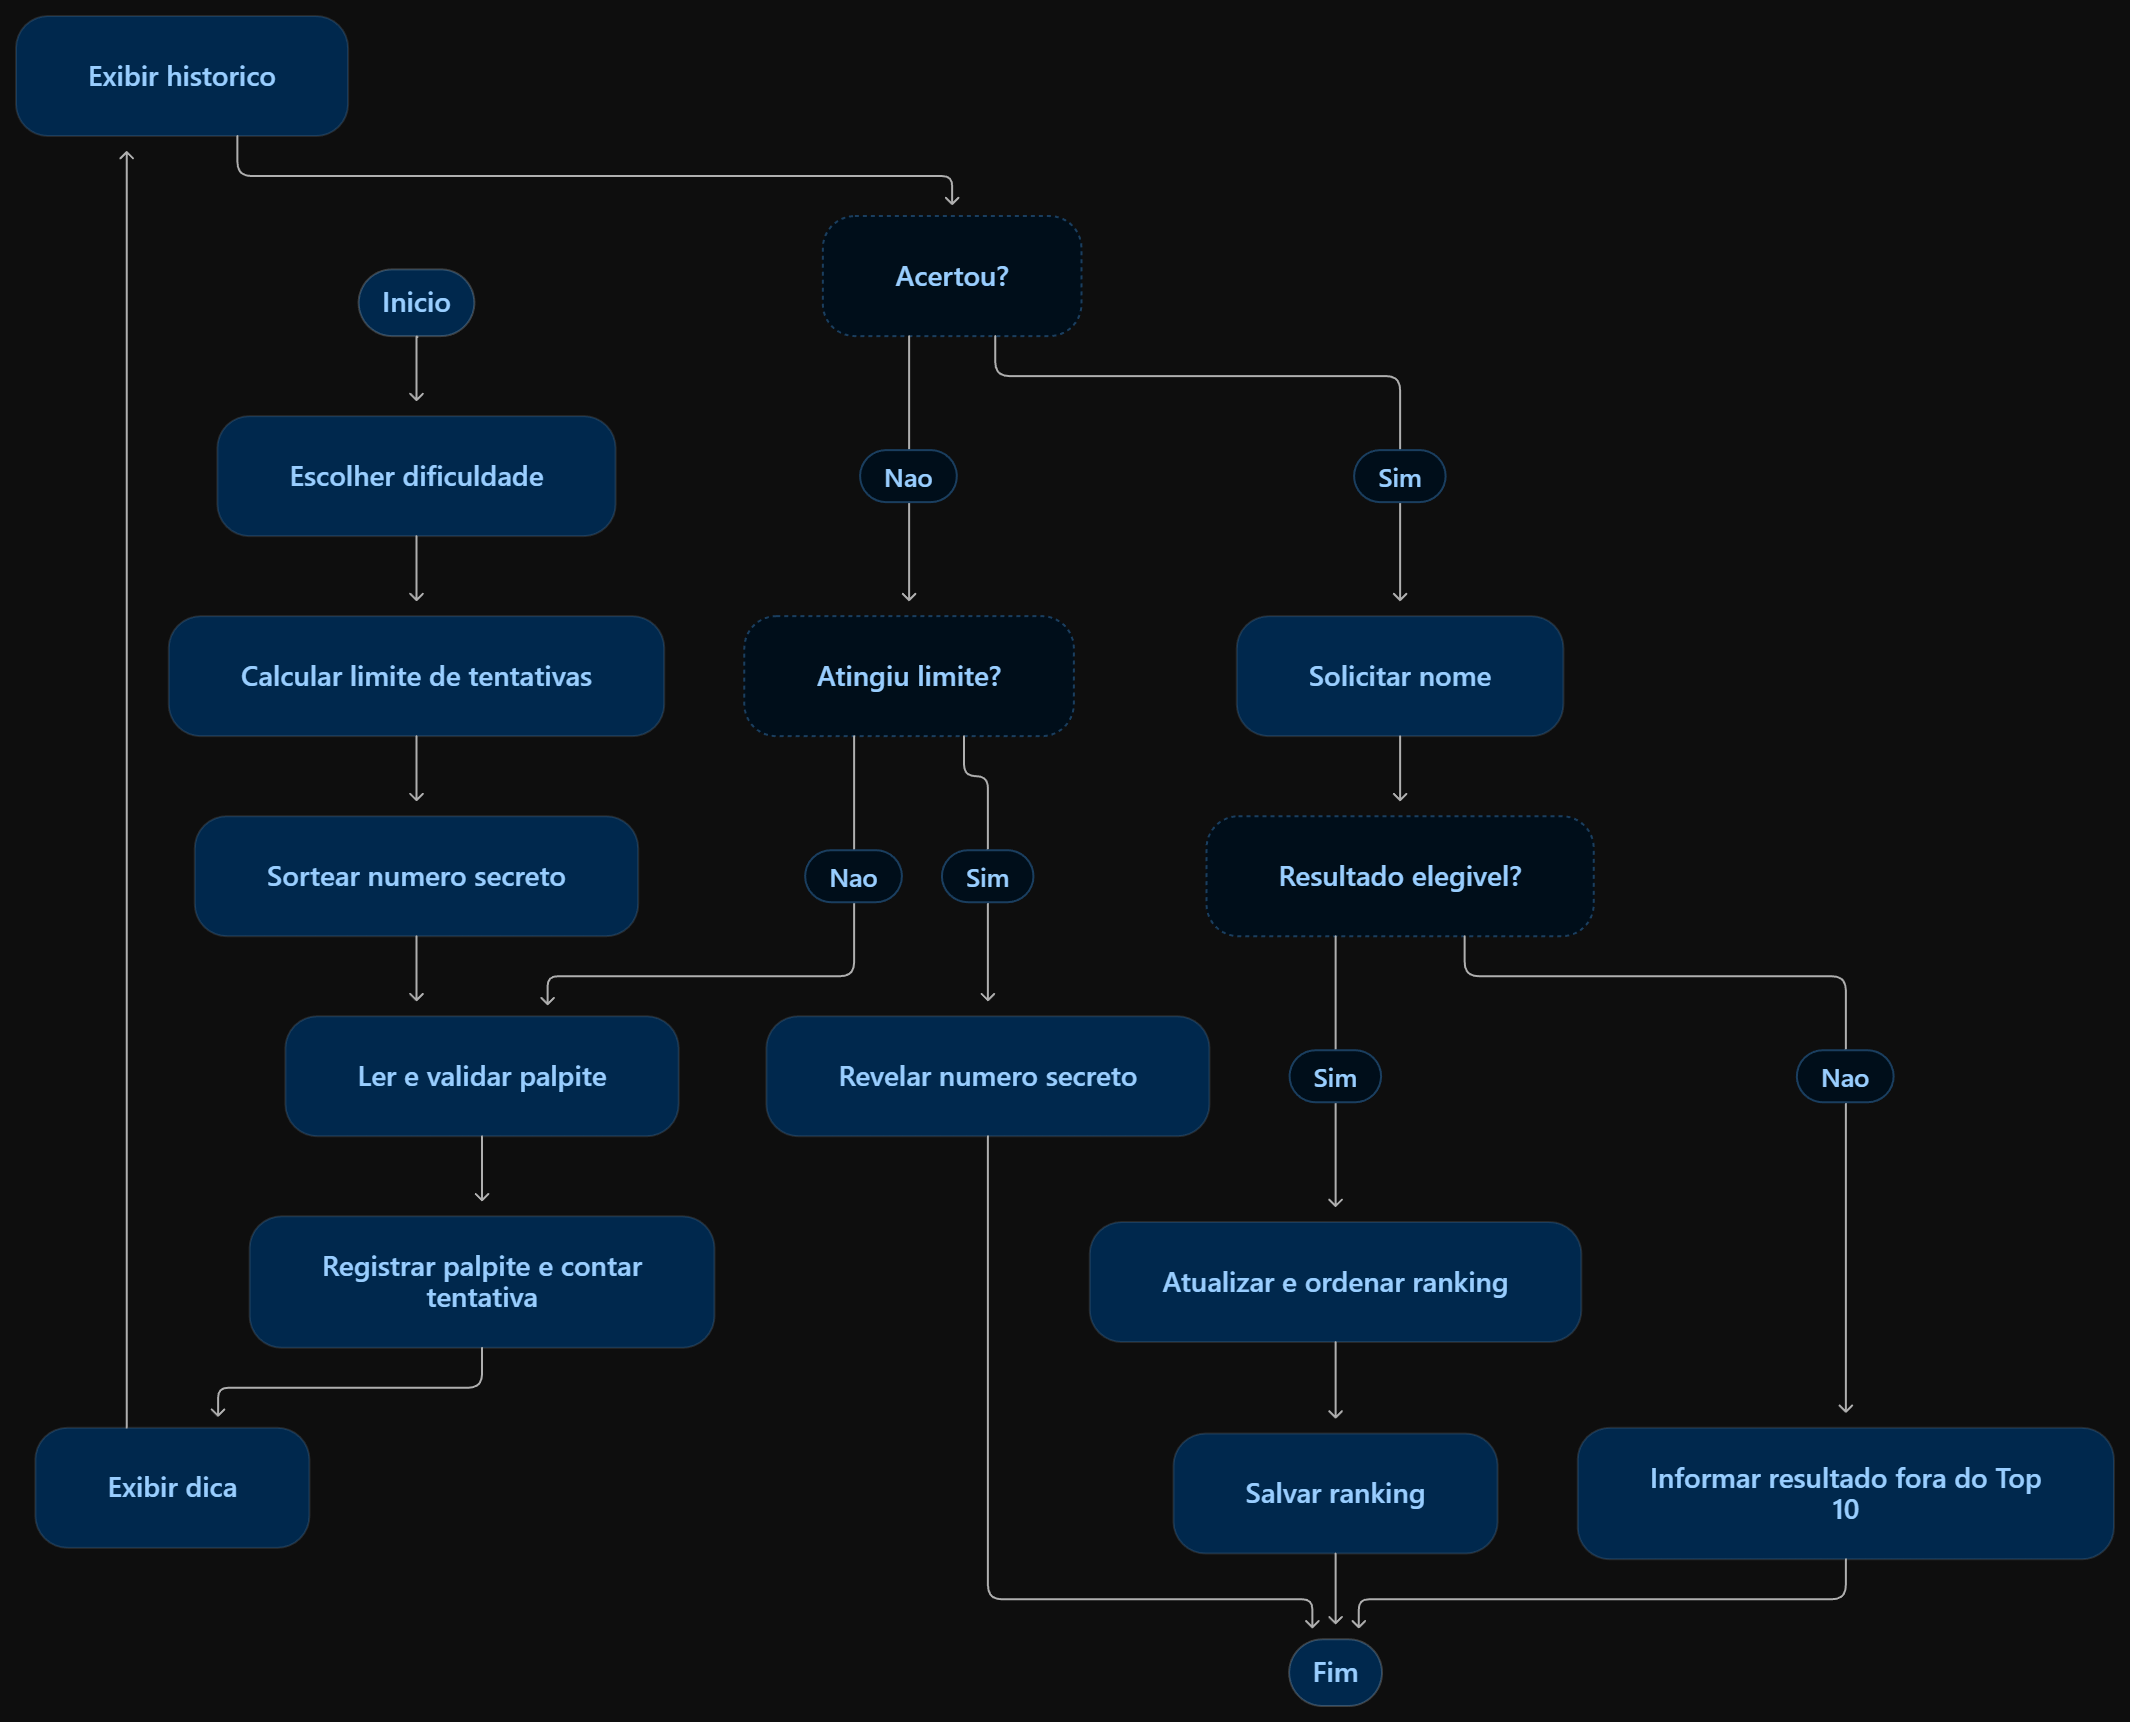 Exibir historico
Acertou?
Inicio
Escolher dificuldade
Nao
Sim
Calcular limite de tentativas
Atingiu limite?
Solicitar nome
Sortear numero secreto
Nao
Sim
Resultado elegivel?
Ler e validar palpite
Revelar numero secreto
Sim
Nao
Registrar palpite e contar
tentativa
Atualizar e ordenar ranking
Exibir dica
Salvar ranking
Informar resultado fora do Top
10
Fim